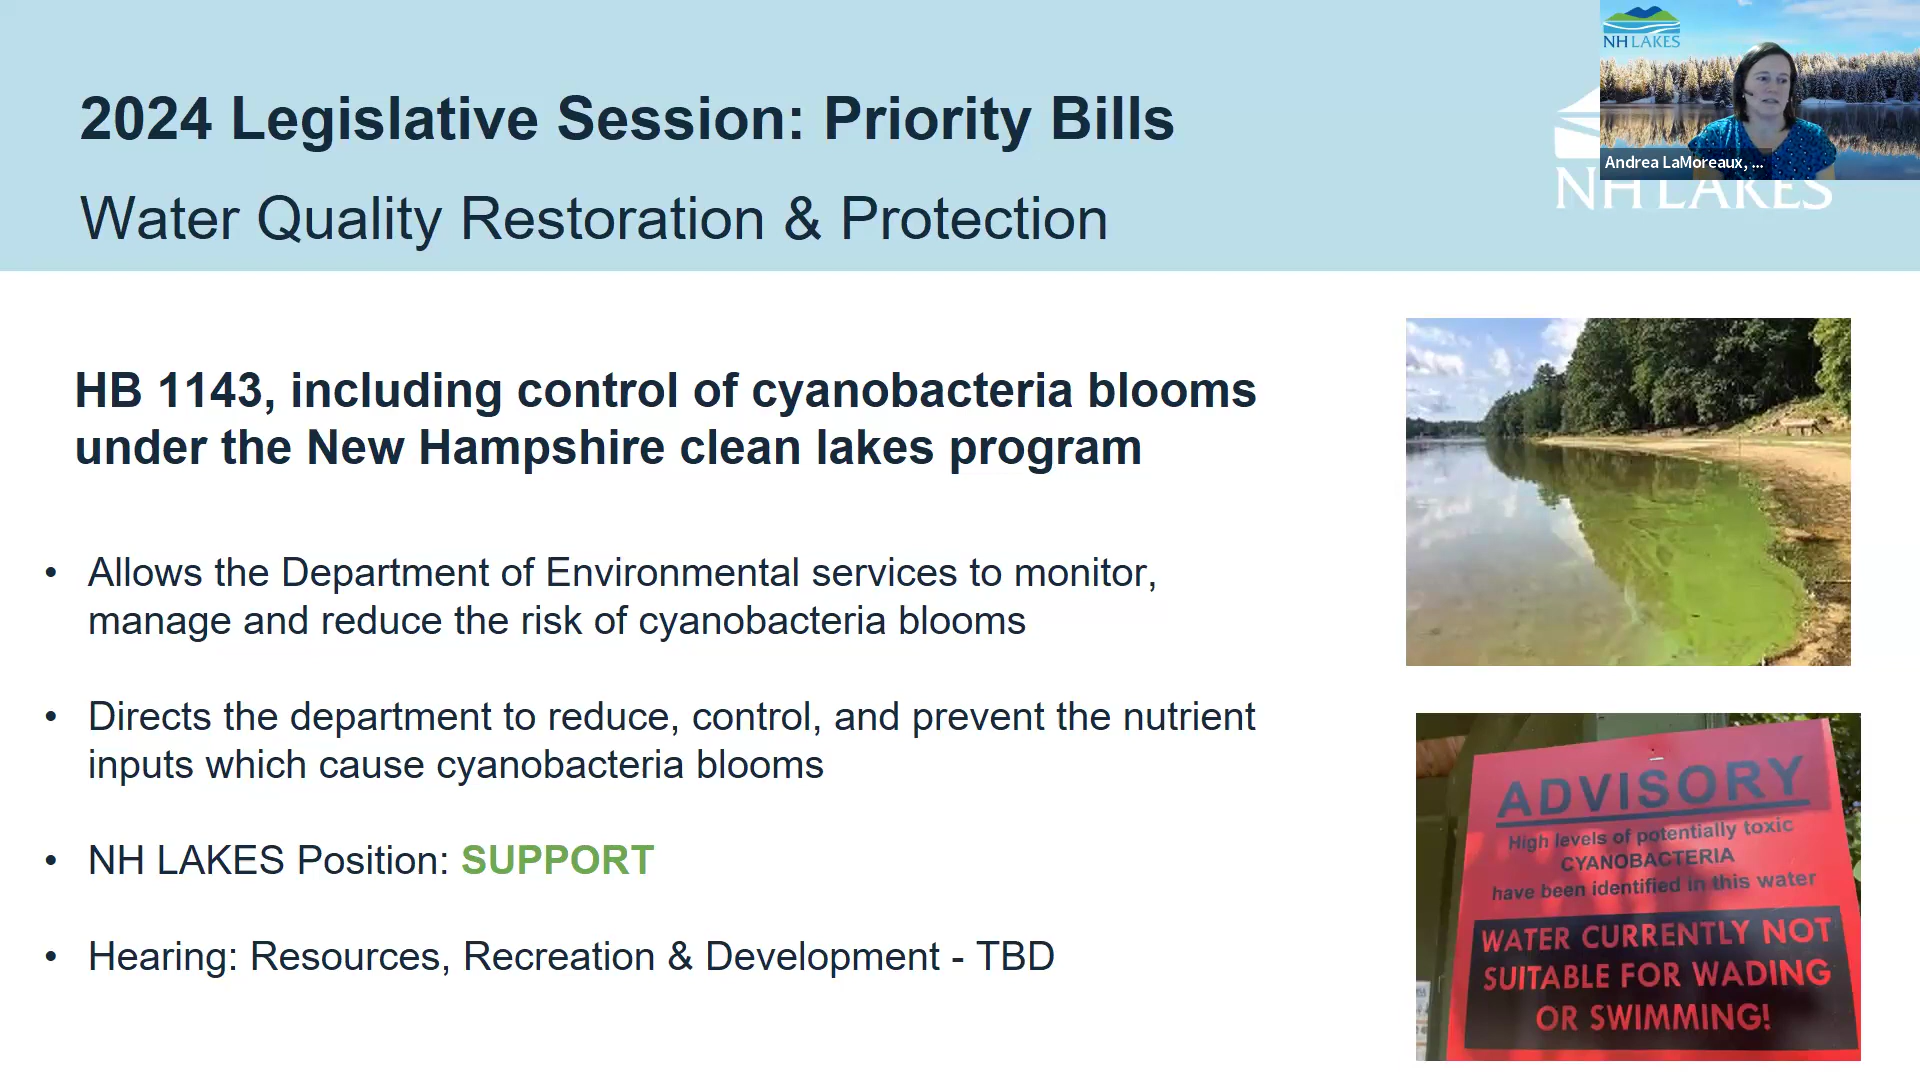 2024 Legislative Session: Priority Bills
Water Quality Restoration & Protection
NH LAKES
Andrea LaMoreaux, ...
NH LAKES
HB 1143, including control of cyanobacteria blooms
under the New Hampshire clean lakes program
• Allows the Department of Environmental services to monitor,
manage and reduce the risk of cyanobacteria blooms
• Directs the department to reduce, control, and prevent the nutrient
inputs which cause cyanobacteria blooms
• NH LAKES Position: SUPPORT
• Hearing: Resources, Recreation & Development - TBD
ADVISORY
High levels of potentially toxic
CYANOBACTERIA
have been identified in this water
WATER CURRENTLY NOT
SUITABLE FOR WADING
OR SWIMMING!